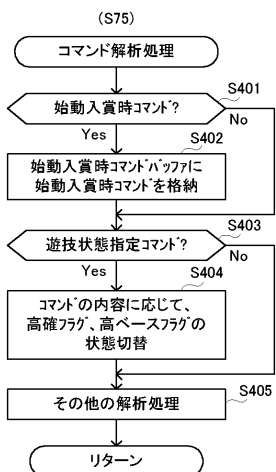 (S75)
コマンド解析処理
S401
始動入賞時コマンド?
No
Yes
S402
始動入賞時コマンドバッファに
始動入賞時コマンドを格納
S403
遊技状態指定コマンド?
No
Yes
S404
コマンドの内容に応じて、
高確フラグ、高ベースフラグの
状態切替
S405
その他の解析処理
リターン